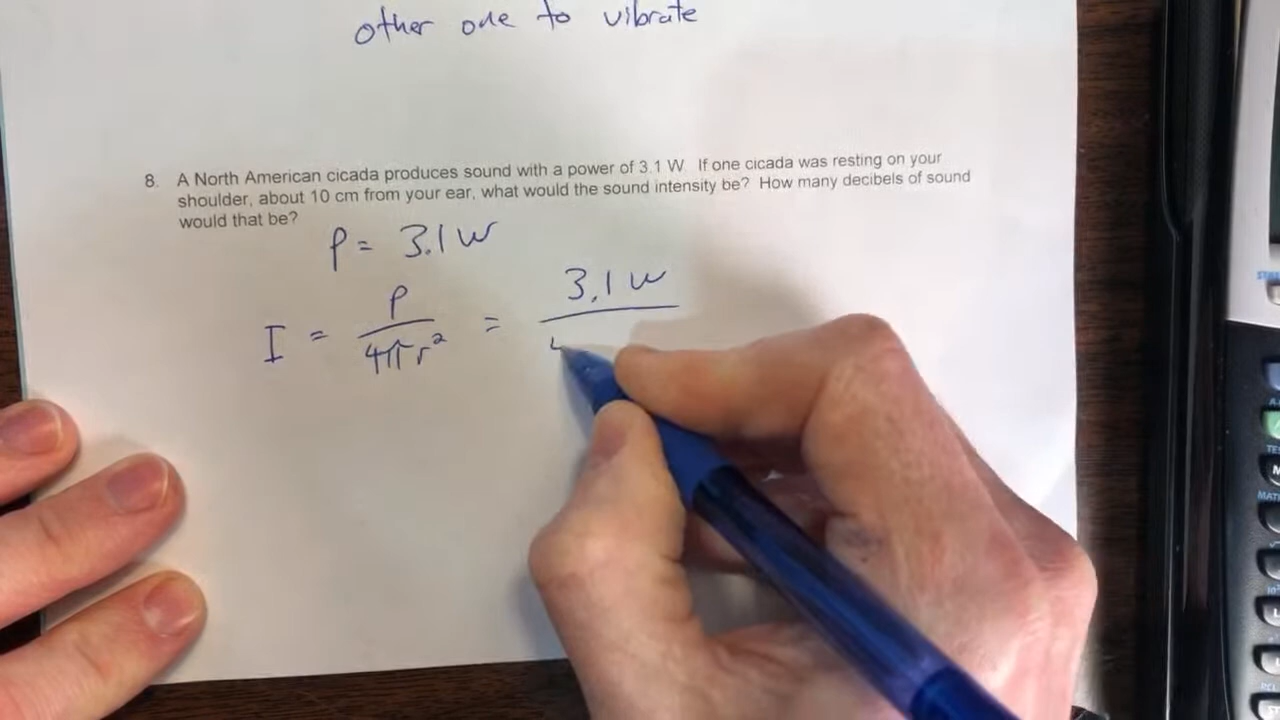 other one to vibrate
8. A North American cicada produces sound with a power of 3.1 W. If one cicada was resting on your
shoulder, about 10 cm from your ear, what would the sound intensity be? How many decibels of sound
would that be?
P = 3.1 W
I = P / 4πr² = 3.1 W